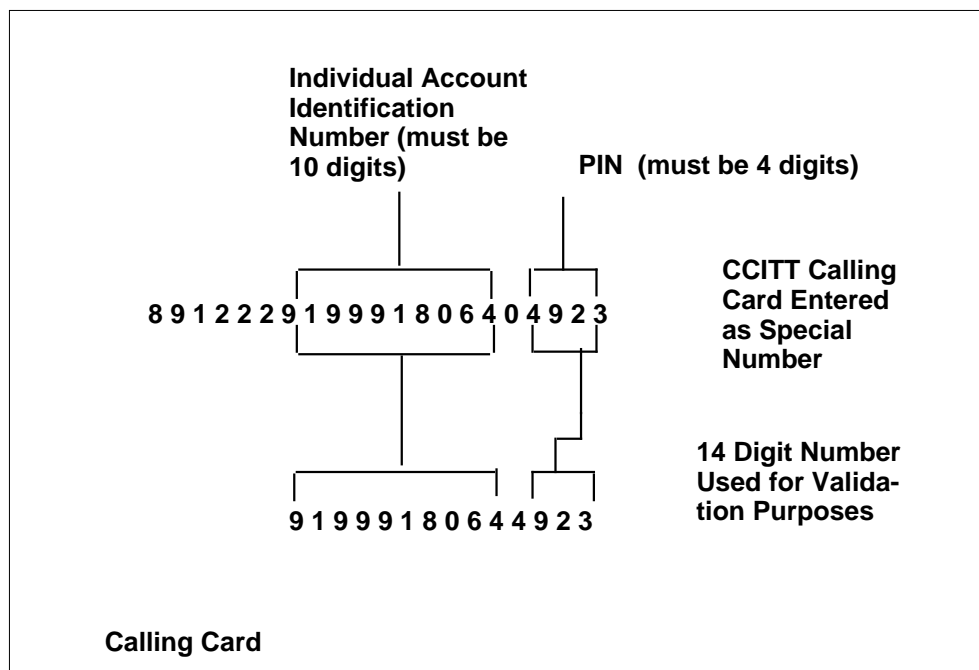 Individual Account
Identification
Number (must be
10 digits)
PIN (must be 4 digits)
CCITT Calling
Card Entered
as Special
Number
8 9 1 2 2 2 9 1 9 9 9 1 8 0 6 4 0 4 9 2 3
14 Digit Number
Used for Valida-
tion Purposes
9 1 9 9 9 1 8 0 6 4 4 9 2 3
Calling Card